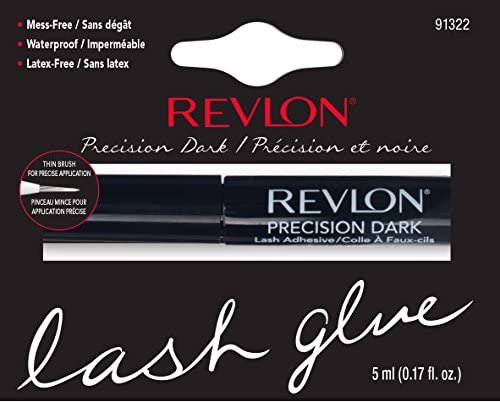 • Mess-Free / Sans dégât
• Waterproof / Imperméable
• Latex-Free / Sans latex
91322
REVLON®
Precision Dark / Précision et noire
THIN BRUSH
FOR PRECISE APPLICATION
PINCEAU MINCE POUR
APPLICATION PRÉCISE
REVLON®
PRECISION DARK
Lash Adhesive/Colle À Faux-cils
lash glue
5 ml (0.17 fl. oz.)